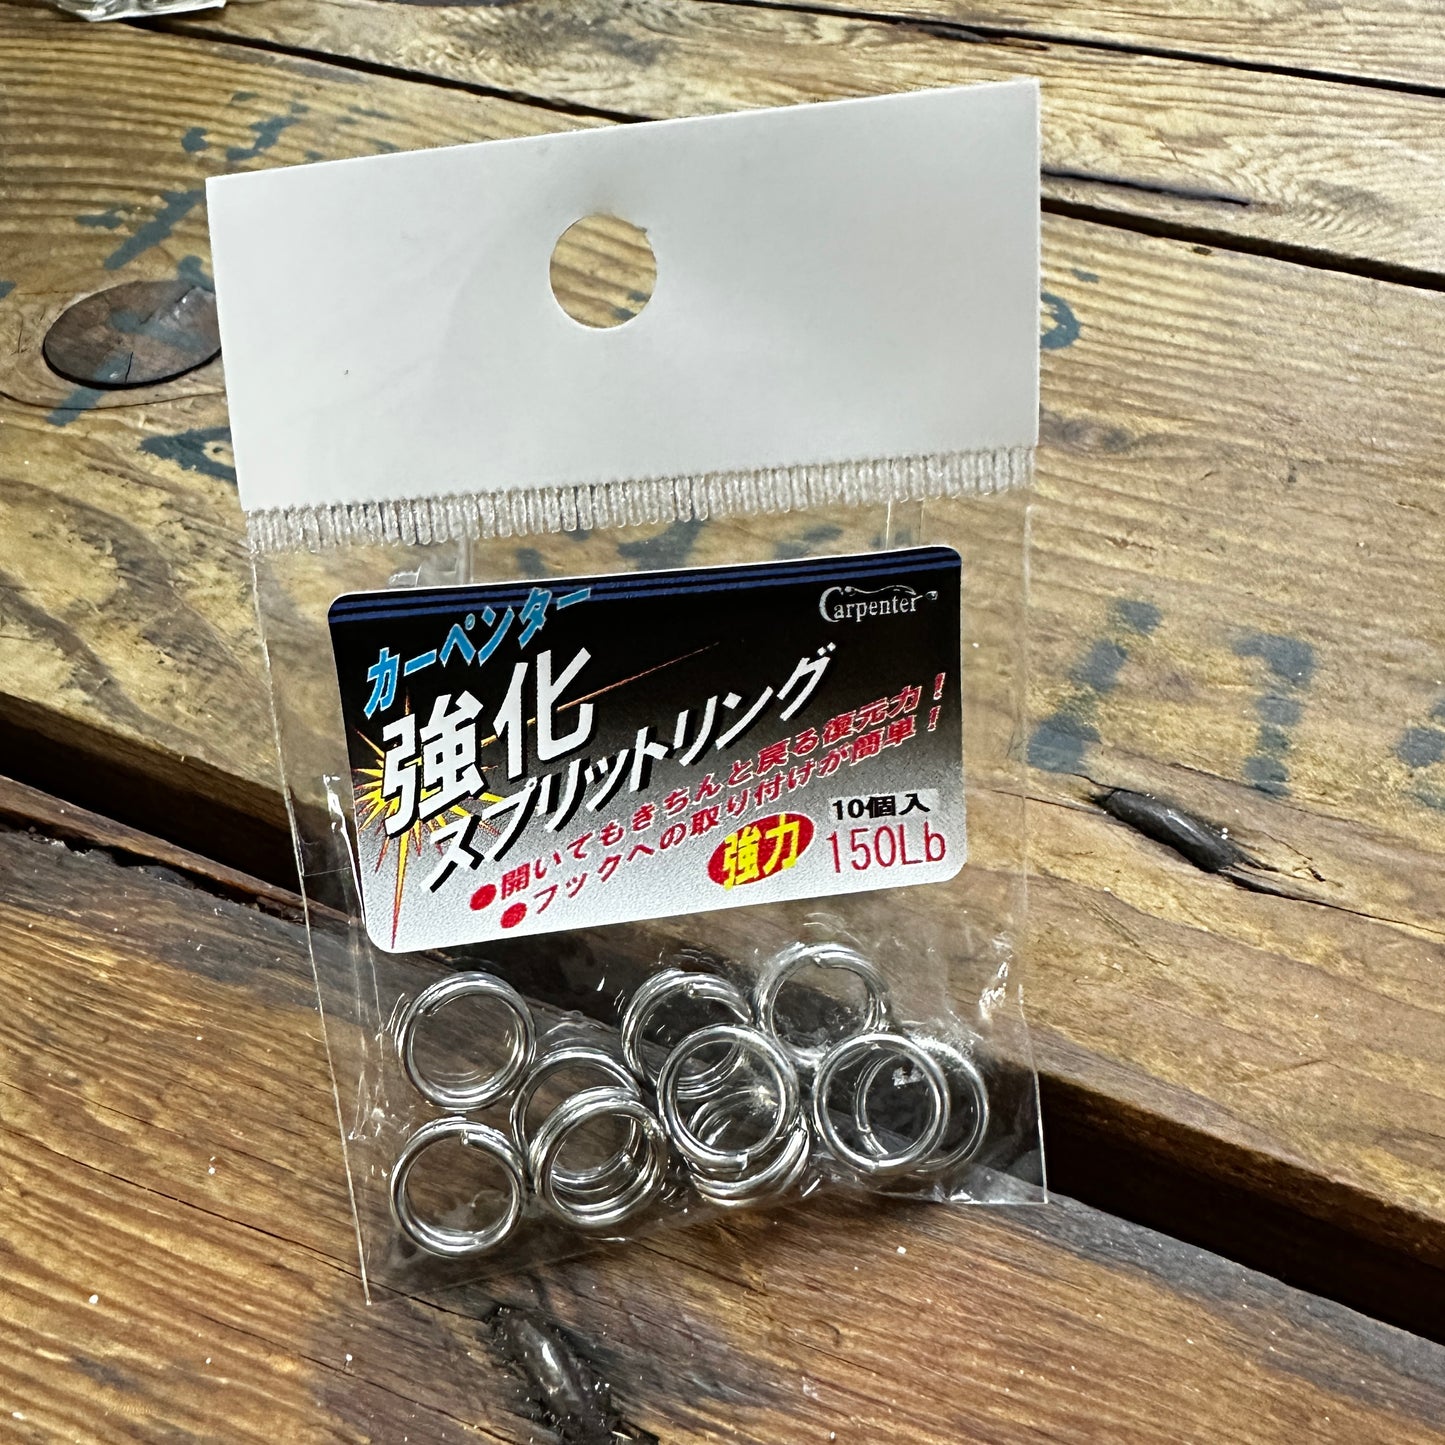 カーペンター
Carpenter
強化
スプリットリング
●開いてもきちんと戻る復元力！
●フックへの取り付けが簡単！
10個入
強力 150Lb